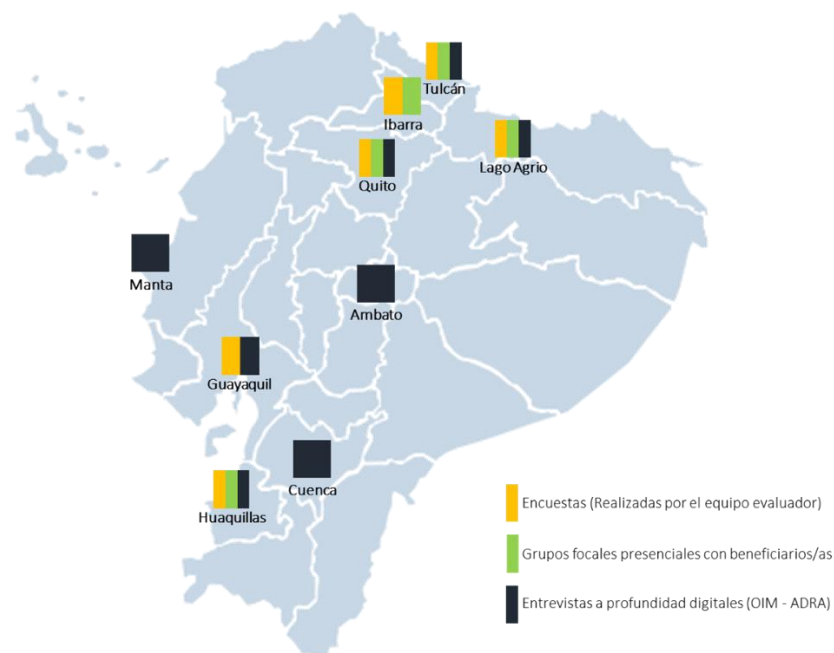 Tulcán
Ibarra
Lago Agrio
Quito
Manta
Ambato
Guayaquil
Cuenca
Huaquillas
Encuestas (Realizadas por el equipo evaluador)
Grupos focales presenciales con beneficiarios/as
Entrevistas a profundidad digitales (OIM - ADRA)